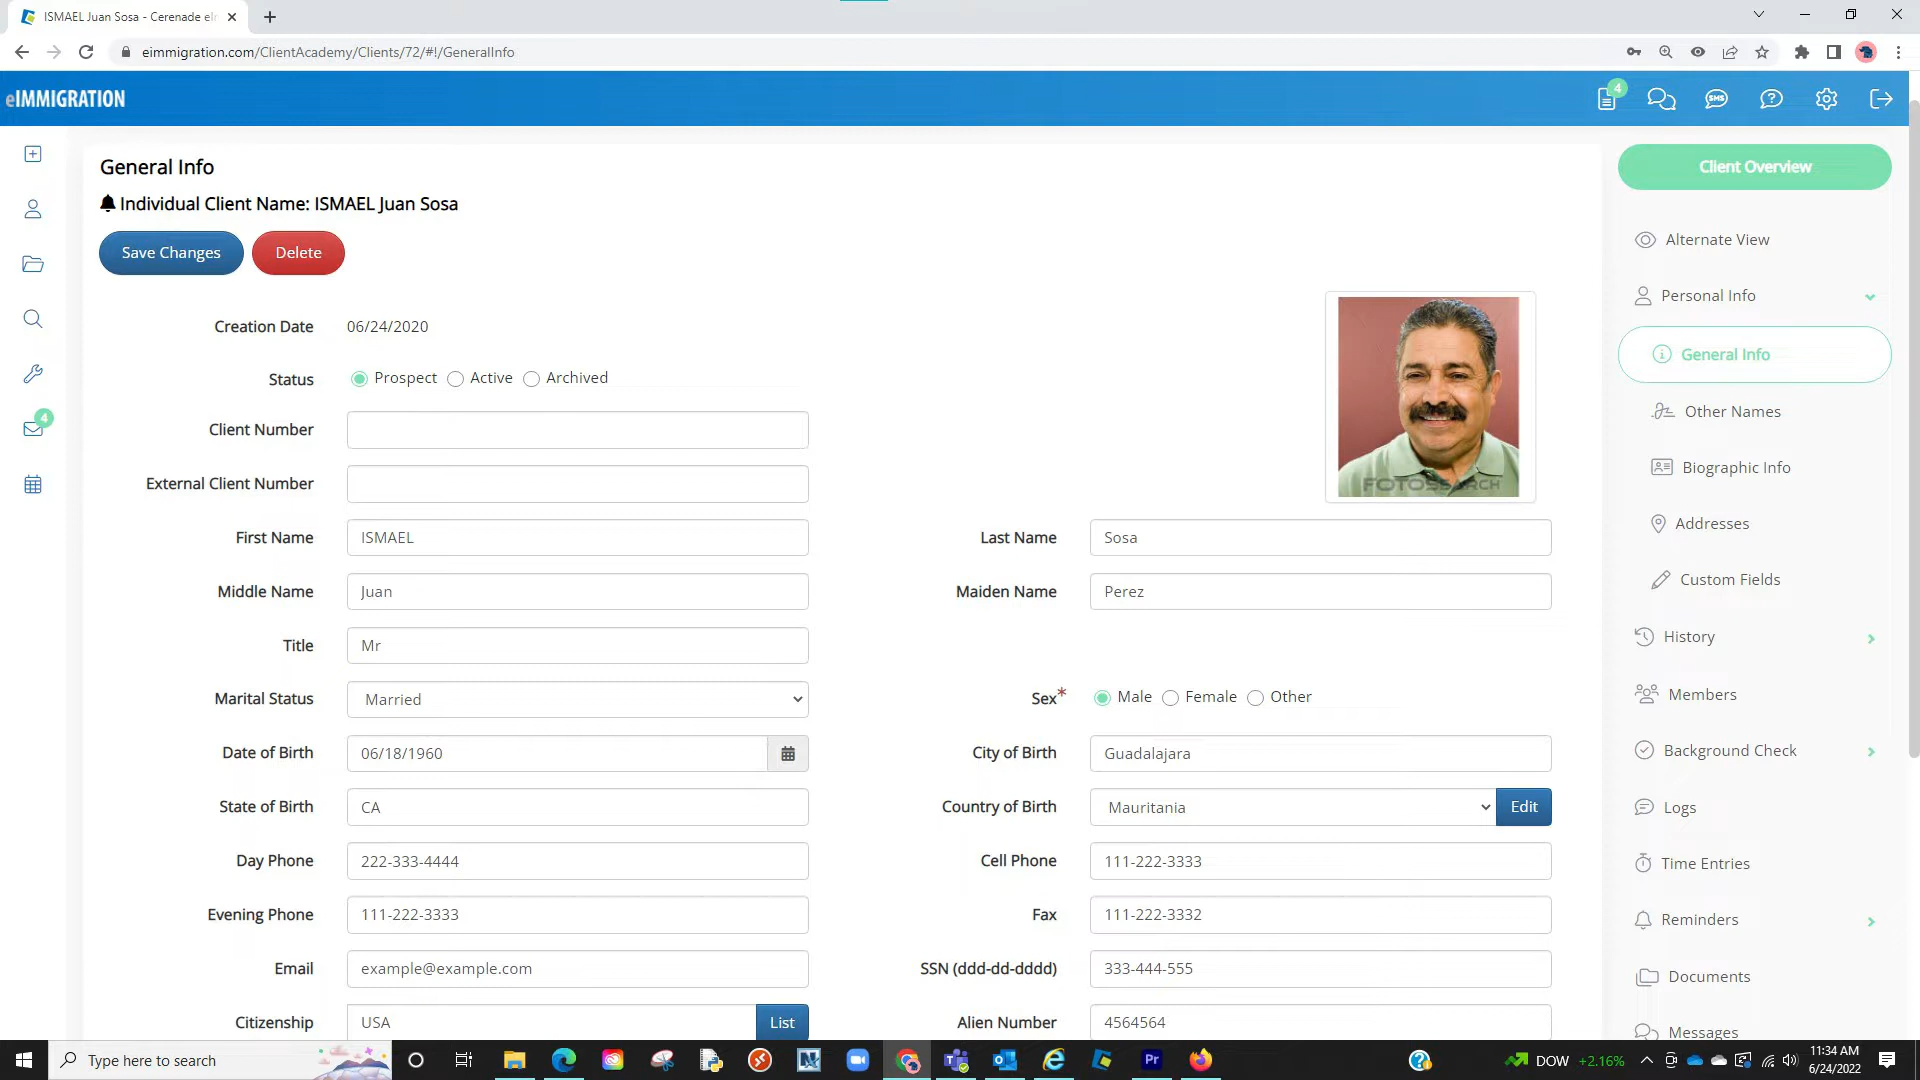 ISMAEL Juan Sosa - Cerenade eI
eimmigration.com/ClientAcademy/Clients/72/#!/GeneralInfo
eIMMIGRATION
4
SMS
General Info
Individual Client Name: ISMAEL Juan Sosa
Save Changes
Delete
Creation Date 06/24/2020
Status Prospect Active Archived
Client Number
External Client Number
FOTOSEARCH
First Name ISMAEL
Last Name Sosa
Middle Name Juan
Maiden Name Perez
Title Mr
Marital Status Married
Sex* Male Female Other
Date of Birth 06/18/1960
City of Birth Guadalajara
State of Birth CA
Country of Birth Mauritania Edit
Day Phone 222-333-4444
Cell Phone 111-222-3333
Evening Phone 111-222-3333
Fax 111-222-3332
Email example@example.com
SSN (ddd-dd-dddd) 333-444-555
Citizenship USA List
Alien Number 4564564
4
Client Overview
Alternate View
Personal Info
General Info
Other Names
Biographic Info
Addresses
Custom Fields
History
Members
Background Check
Logs
Time Entries
Reminders
Documents
Messages
Type here to search
Pr
DOW +2.16%
11:34 AM
6/24/2022